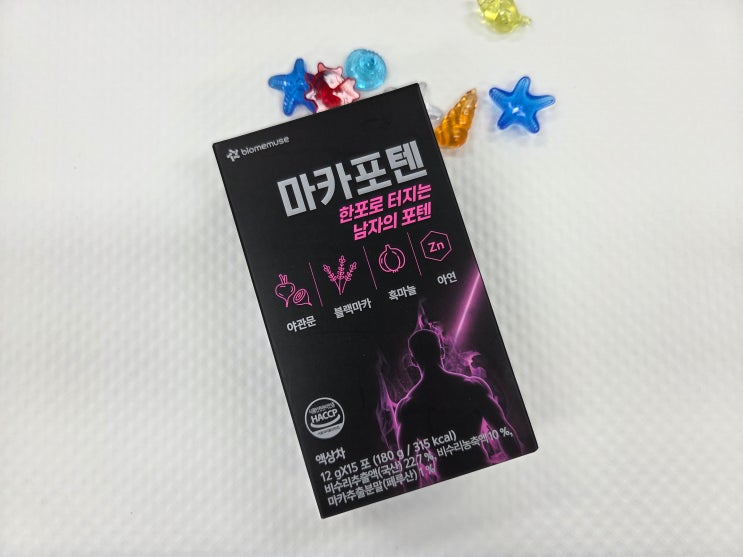 biomemuse
마카포텐
한포로 터지는
남자의 포텐
Zn
야관문 블랙마카 흑마늘 아연
HACCP
액상차
12 gX15 포 (180 g / 315 kcal)
비수리추출액(국산) 22.7 %, 비수리농축액10 %,
마카추출분말(페루산) 1 %